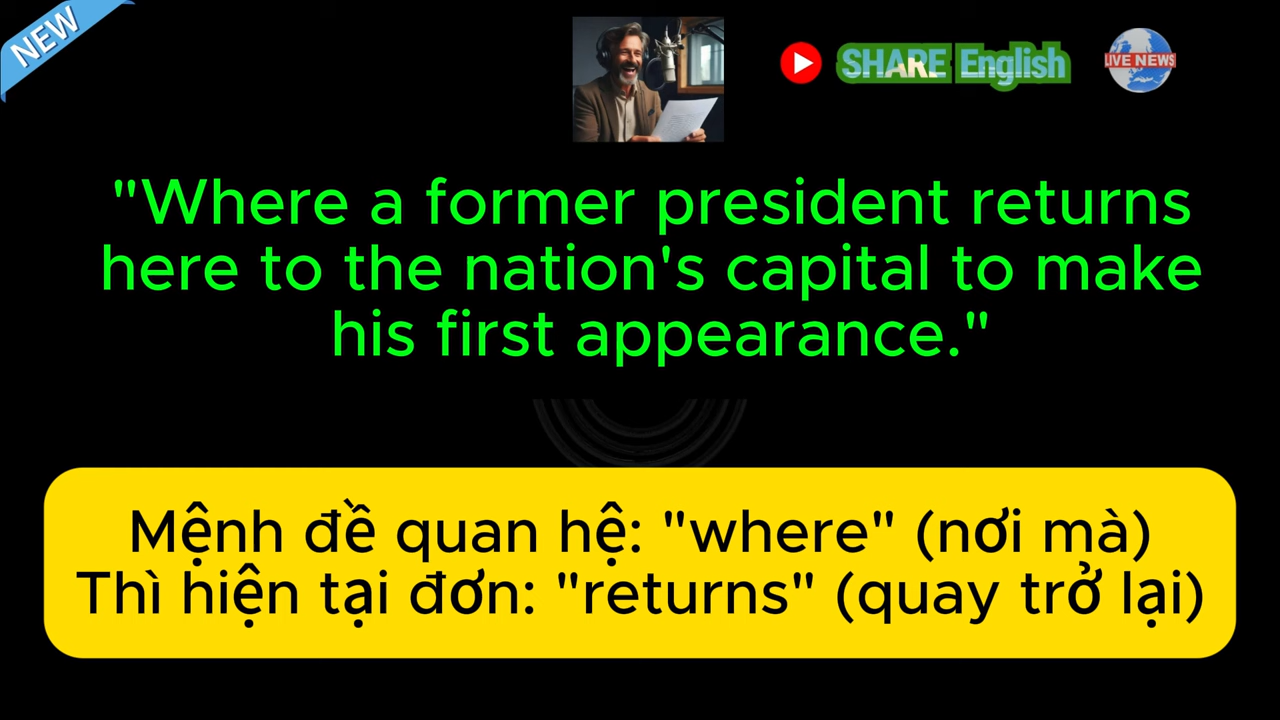 NEW
SHARE English
LIVE NEWS
"Where a former president returns
here to the nation's capital to make
his first appearance."
Mệnh đề quan hệ: "where" (nơi mà)
Thì hiện tại đơn: "returns" (quay trở lại)